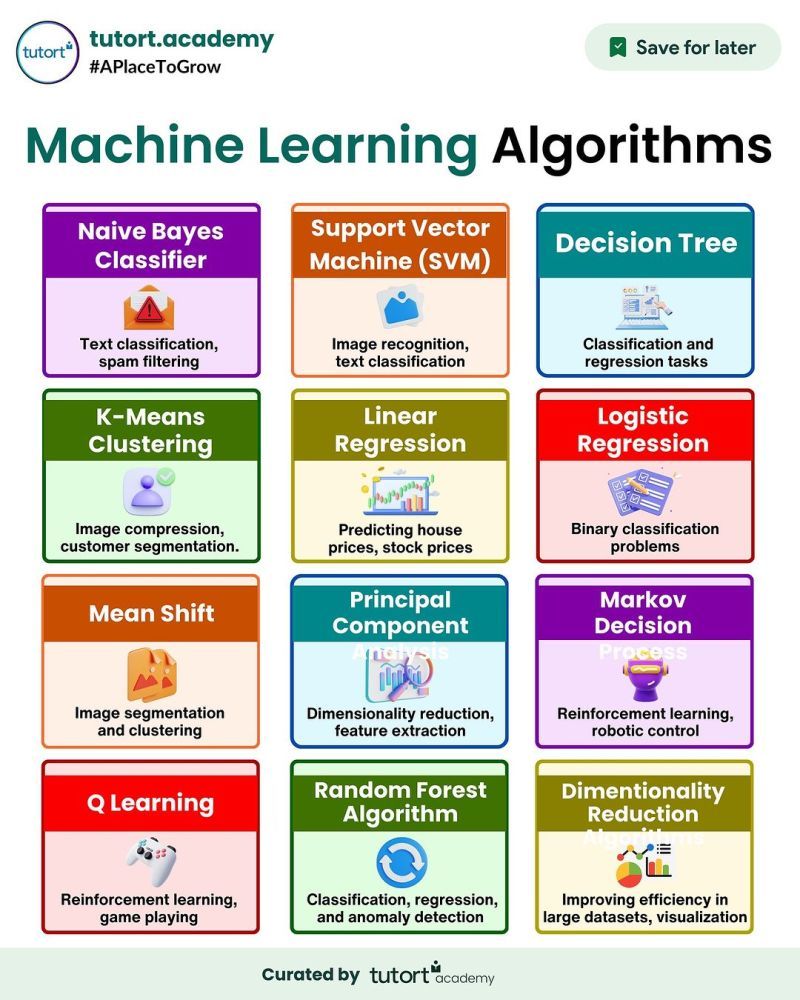 tutort
tutort.academy
#APlaceToGrow
Save for later
Machine Learning Algorithms
Naive Bayes
Classifier
Text classification,
spam filtering
Support Vector
Machine (SVM)
Image recognition,
text classification
Decision Tree
Classification and
regression tasks
K-Means
Clustering
Image compression,
customer segmentation.
Linear
Regression
Predicting house
prices, stock prices
Logistic
Regression
Binary classification
problems
Mean Shift
Image segmentation
and clustering
Principal
Component
Analysis
Dimensionality reduction,
feature extraction
Markov
Decision
Process
Reinforcement learning,
robotic control
Q Learning
Reinforcement learning,
game playing
Random Forest
Algorithm
Classification, regression,
and anomaly detection
Dimentionality
Reduction
Algorithms
Improving efficiency in
large datasets, visualization
Curated by tutort academy